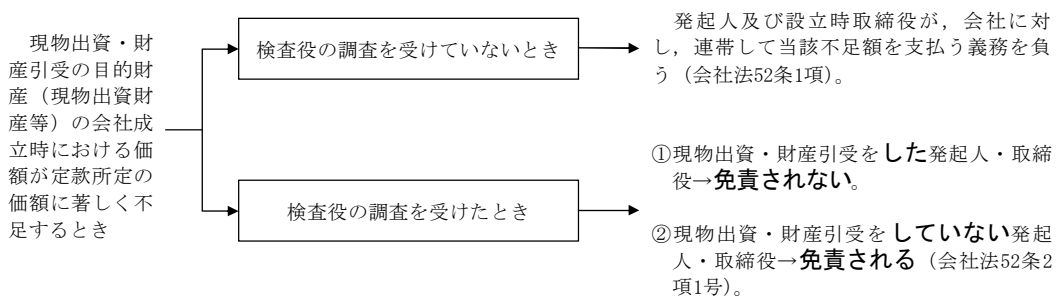 現物出資・財
産引受の目的財
産（現物出資財
産等）の会社成
立時における価
額が定款所定の
価額に著しく不
足するとき
検査役の調査を受けていないとき
発起人及び設立時取締役が，会社に対
し，連帯して当該不足額を支払う義務を負
う（会社法52条1項）。
検査役の調査を受けたとき
①現物出資・財産引受をした発起人・取締
役→免責されない。
②現物出資・財産引受をしていない発起
人・取締役→免責される（会社法52条2
項1号）。